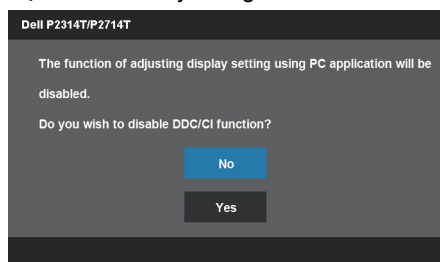 Dell P2314T/P2714T
The function of adjusting display setting using PC application will be
disabled.
Do you wish to disable DDC/CI function?
No
Yes